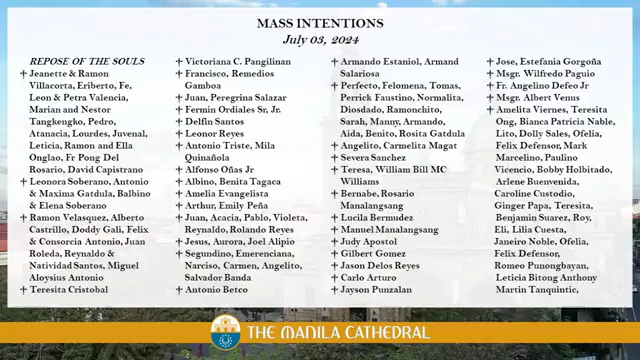 MASS INTENTIONS
July 03, 2024
REPOSE OF THE SOULS
✝ Jeanette & Ramon
Villacorta, Eriberto, Fe,
Leon & Petra Valencia,
Marian and Nestor
Tangkengko, Pedro,
Atanacia, Lourdes, Juvenal,
Leticia, Ramon and Ella
Onglao, Fr Pong Del
Rosario, David Capistrano
✝ Leonora Soberano, Antonio
& Maxima Gatdula, Balbino
& Elena Soberano
✝ Ramon Velasquez, Alberto
Castrillo, Doddy Gali, Felix
& Consorcia Antonio, Juan
Roleda, Reynaldo &
Natividad Santos, Miguel
Aloysius Antonio
✝ Teresita Cristobal
✝ Victoriana C. Pangilinan
✝ Francisco, Remedios
Gamboa
✝ Juan, Peregrina Salazar
✝ Fermin Ordiales Sr. Jr.
✝ Delfin Santos
✝ Leonor Reyes
✝ Antonio Triste, Mila
Quinañola
✝ Alfonso Oñas Jr
✝ Albino, Benita Tagaca
✝ Amelia Evangelista
✝ Arthur, Emily Peña
✝ Juan, Acacia, Pablo, Violeta,
Reynaldo, Rolando Reyes
✝ Jesus, Aurora, Joel Alipio
✝ Segundino, Emerenciana,
Narciso, Carmen, Angelito,
Salvador Banda
✝ Antonio Betco
✝ Armando Estaniol, Armand
Salariosa
✝ Perfecto, Felomena, Tomas,
Perrick Faustino, Normalita,
Diosdado, Ramonchito,
Sarah, Manny, Armando,
Aida, Benito, Rosita Gatdula
✝ Angelito, Carmelita Magat
✝ Severa Sanchez
✝ Teresa, William Bill MC
Williams
✝ Bernabe, Rosario
Manalangsang
✝ Lucila Bermudez
✝ Manuel Manalangsang
✝ Judy Apostol
✝ Gilbert Gomez
✝ Jason Delos Reyes
✝ Carlo Arturo
✝ Jayson Punzalan
✝ Jose, Estefania Gorgoña
✝ Msgr. Wilfredo Paguio
✝ Fr. Angelino Defeo Jr
✝ Msgr. Albert Venus
✝ Amelita Viernes, Teresita
Ong, Bianca Patricia Nable,
Lito, Dolly Sales, Ofelia,
Felix Defensor, Mark
Marcelino, Paulino
Vicencio, Bobby Holbitado,
Arlene Buenvenida,
Caroline Custodio,
Ginger Papa, Teresita,
Benjamin Suarez, Roy,
Eli, Lilia Cuesta,
Janeiro Noble, Ofelia,
Felix Defensor,
Romeo Punongbayan,
Leticia Bitong Anthony
Martin Tanquintic,
THE MANILA CATHEDRAL